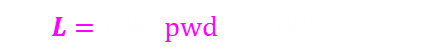 L = pwd